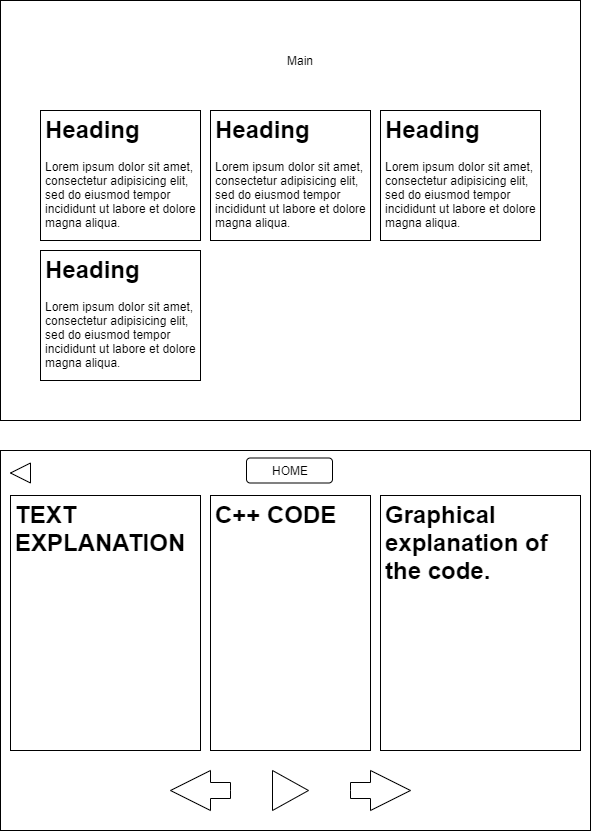 Main
Heading
Lorem ipsum dolor sit amet,
consectetur adipisicing elit,
sed do eiusmod tempor
incididunt ut labore et dolore
magna aliqua.
Heading
Lorem ipsum dolor sit amet,
consectetur adipisicing elit,
sed do eiusmod tempor
incididunt ut labore et dolore
magna aliqua.
Heading
Lorem ipsum dolor sit amet,
consectetur adipisicing elit,
sed do eiusmod tempor
incididunt ut labore et dolore
magna aliqua.
Heading
Lorem ipsum dolor sit amet,
consectetur adipisicing elit,
sed do eiusmod tempor
incididunt ut labore et dolore
magna aliqua.
HOME
TEXT
EXPLANATION
C++ CODE
Graphical
explanation of
the code.